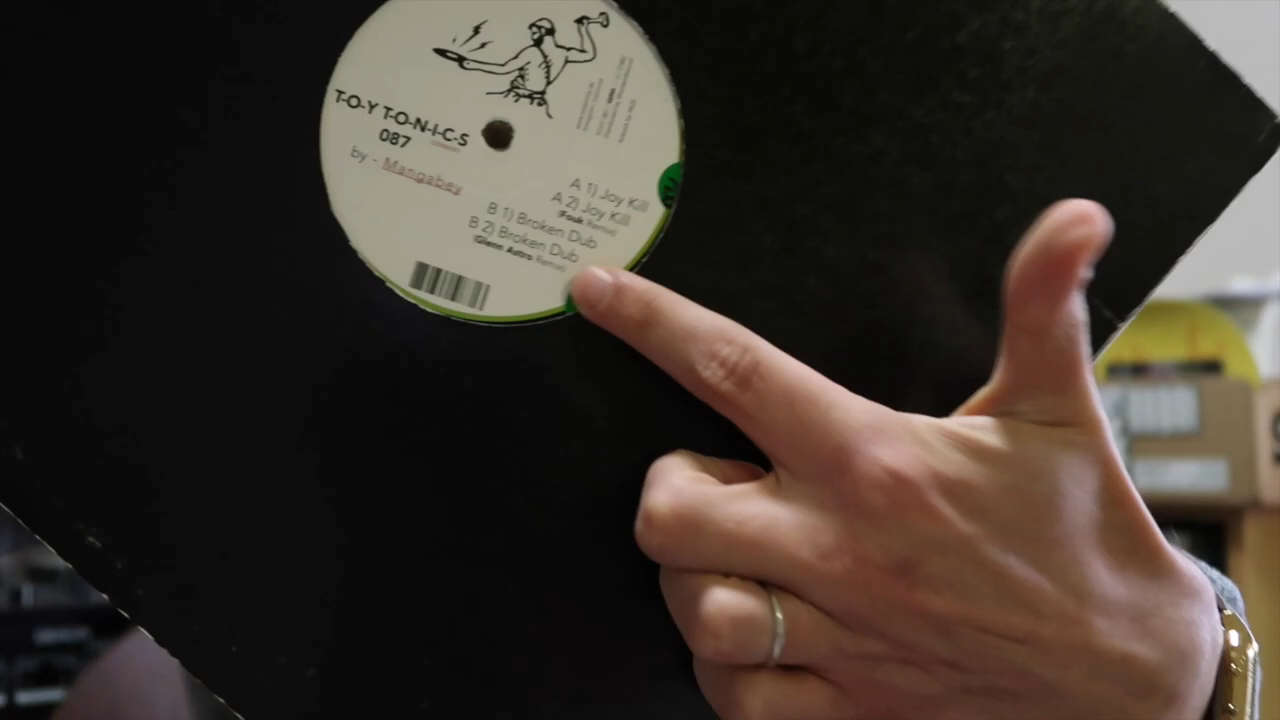 T-O-Y T-O-N-I-C-S
087
by - Mangabey
A 1) Joy Kill
A 2) Joy Kill
(Fouk Remix)
B 1) Broken Dub
B 2) Broken Dub
(Glenn Astro Remix)